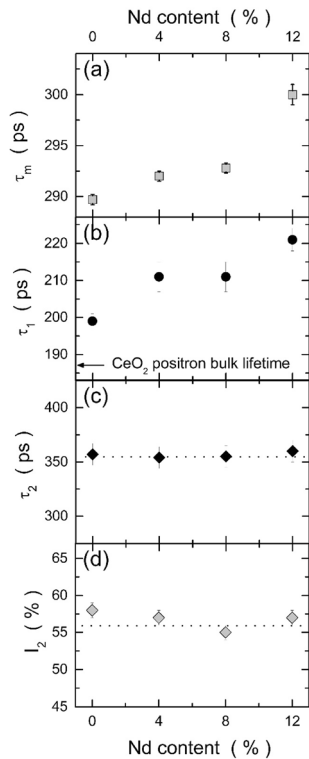 Nd content ( % )
0 4 8 12
(a)
300
295
290
τm ( ps )
(b)
220
210
200
190
τ1 ( ps )
CeO2 positron bulk lifetime
(c)
400
350
300
τ2 ( ps )
(d)
65
60
55
50
45
I2 ( % )
0 4 8 12
Nd content ( % )